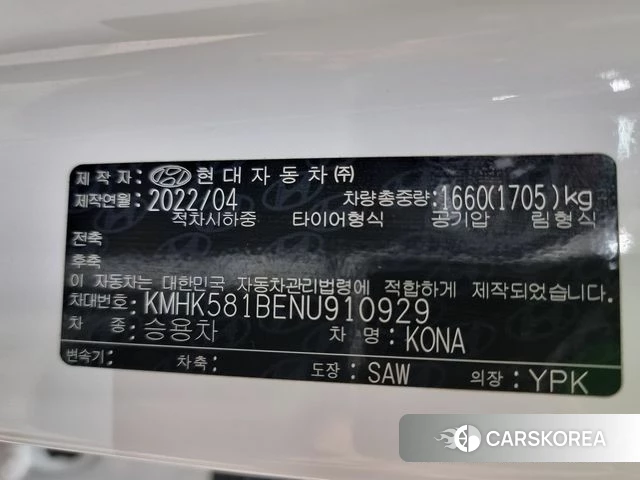 제작자: 현대자동차㈜
제작연월: 2022/04 차량총중량: 1660(1705)kg
적차시하중 타이어형식 공기압 림형식
전축
후축
이 자동차는 대한민국 자동차관리법령에 적합하게 제작되었습니다.
차대번호: KMHK581BENU910929
차종: 승용차 차명: KONA
변속기: 차축: 도장: SAW 의장: YPK
CARSKOREA